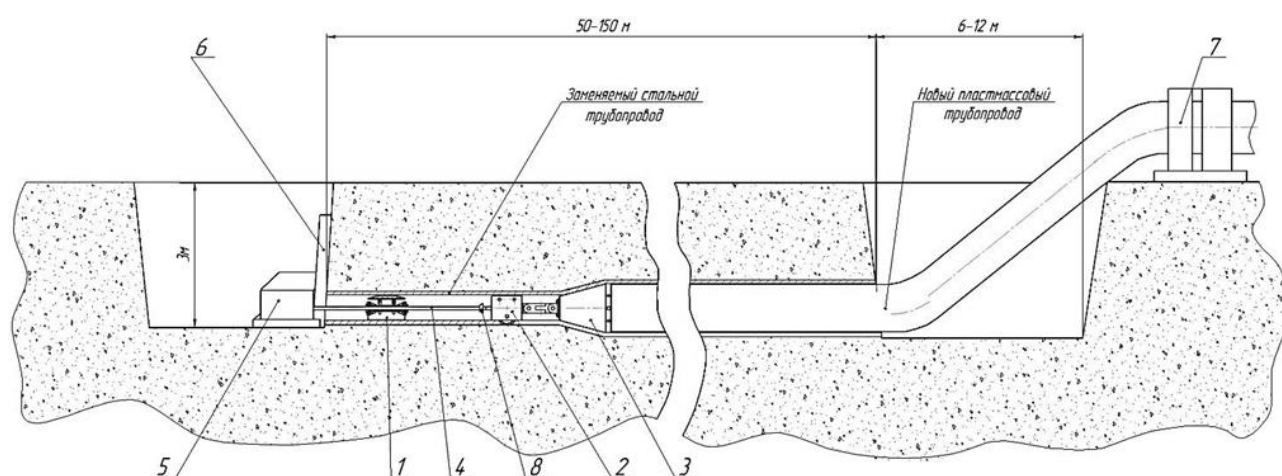 50-150 м
6-12 м
6
7
Заменяемый стальной
трубопровод
Новый пластмассовый
трубопровод
3м
5
1
4
8
2
3